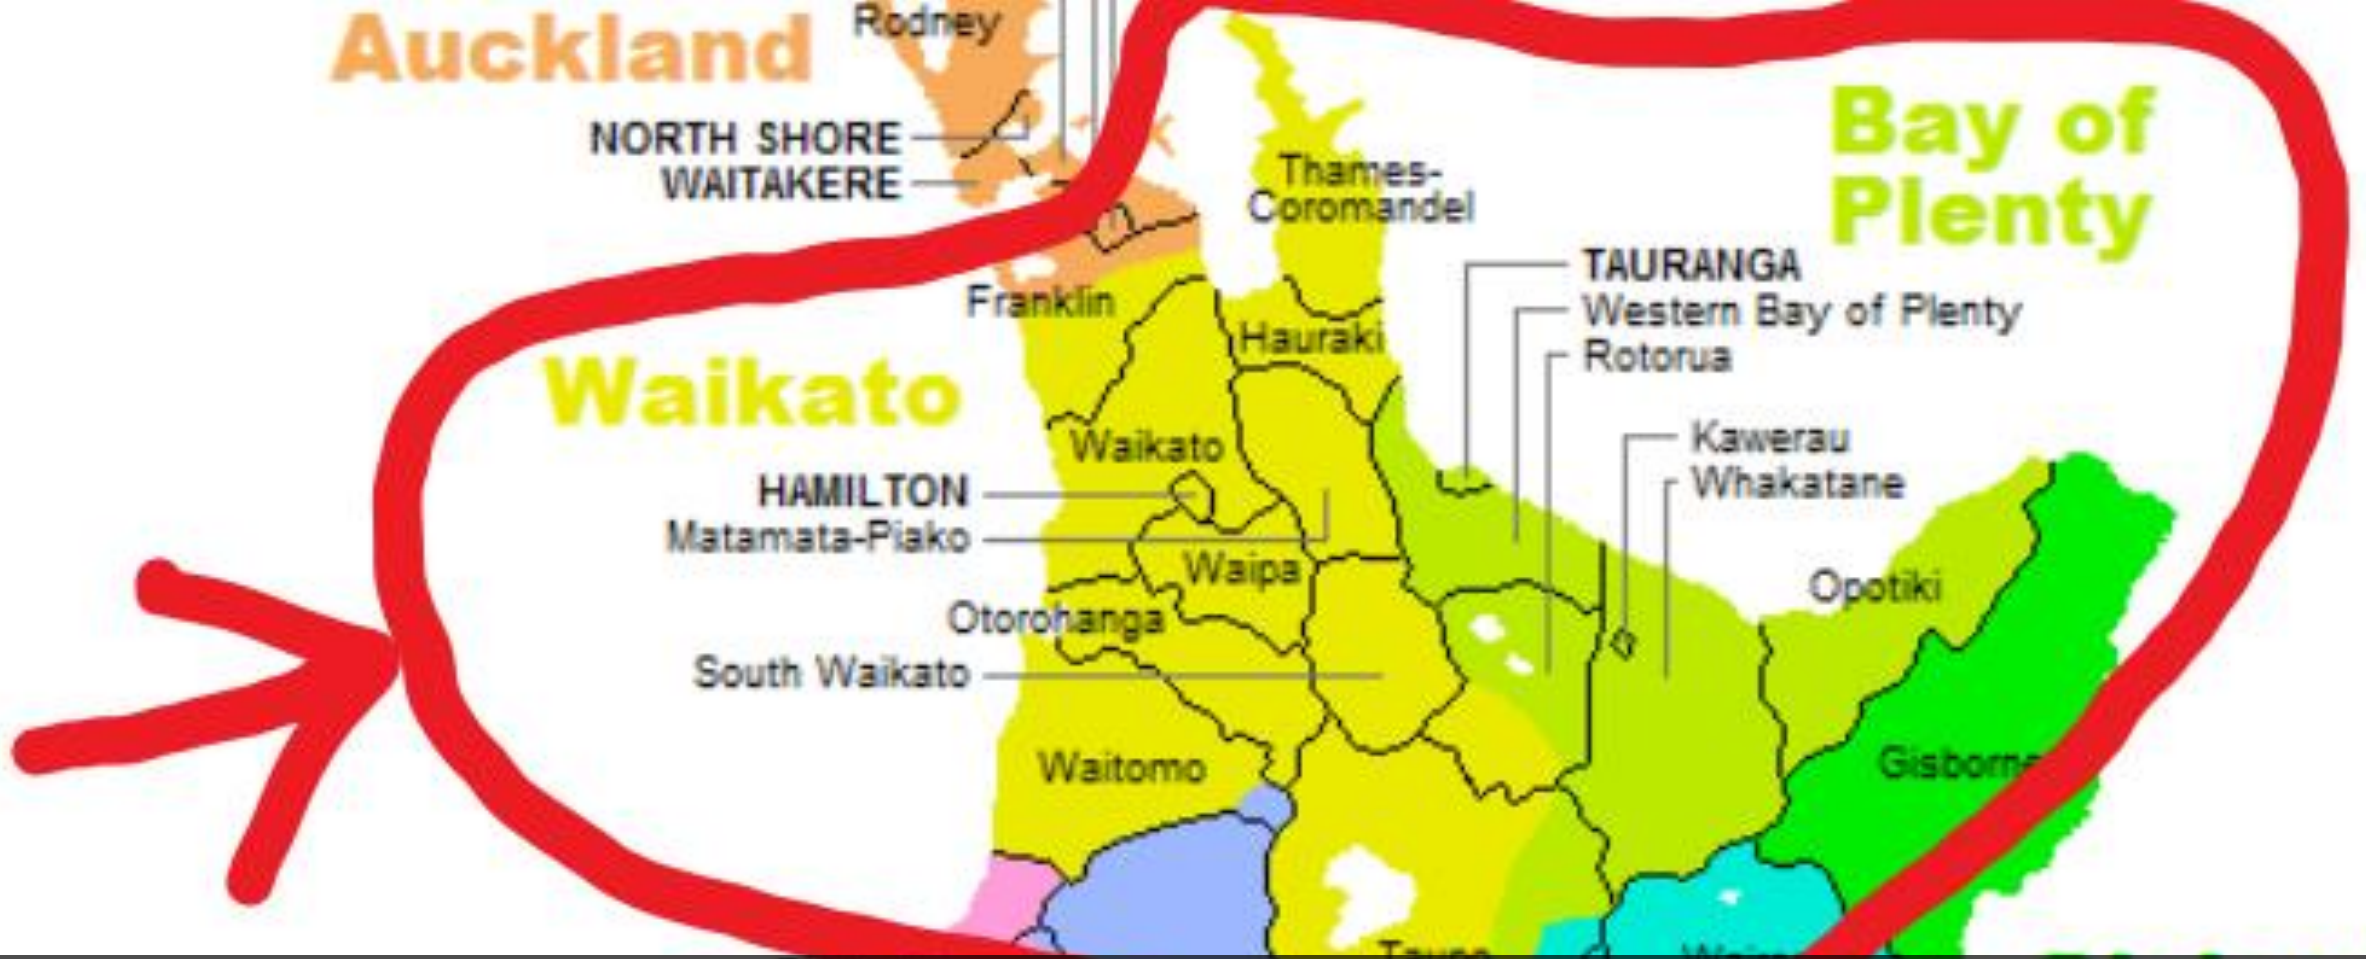 Rodney
Auckland
NORTH SHORE
WAITAKERE
Bay of
Plenty
Thames-
Coromandel
TAURANGA
Western Bay of Plenty
Rotorua
Franklin
Hauraki
Waikato
Waikato
Kawerau
Whakatane
HAMILTON
Matamata-Piako
Waipa
Opotiki
Otorohanga
South Waikato
Waitomo
Gisborne